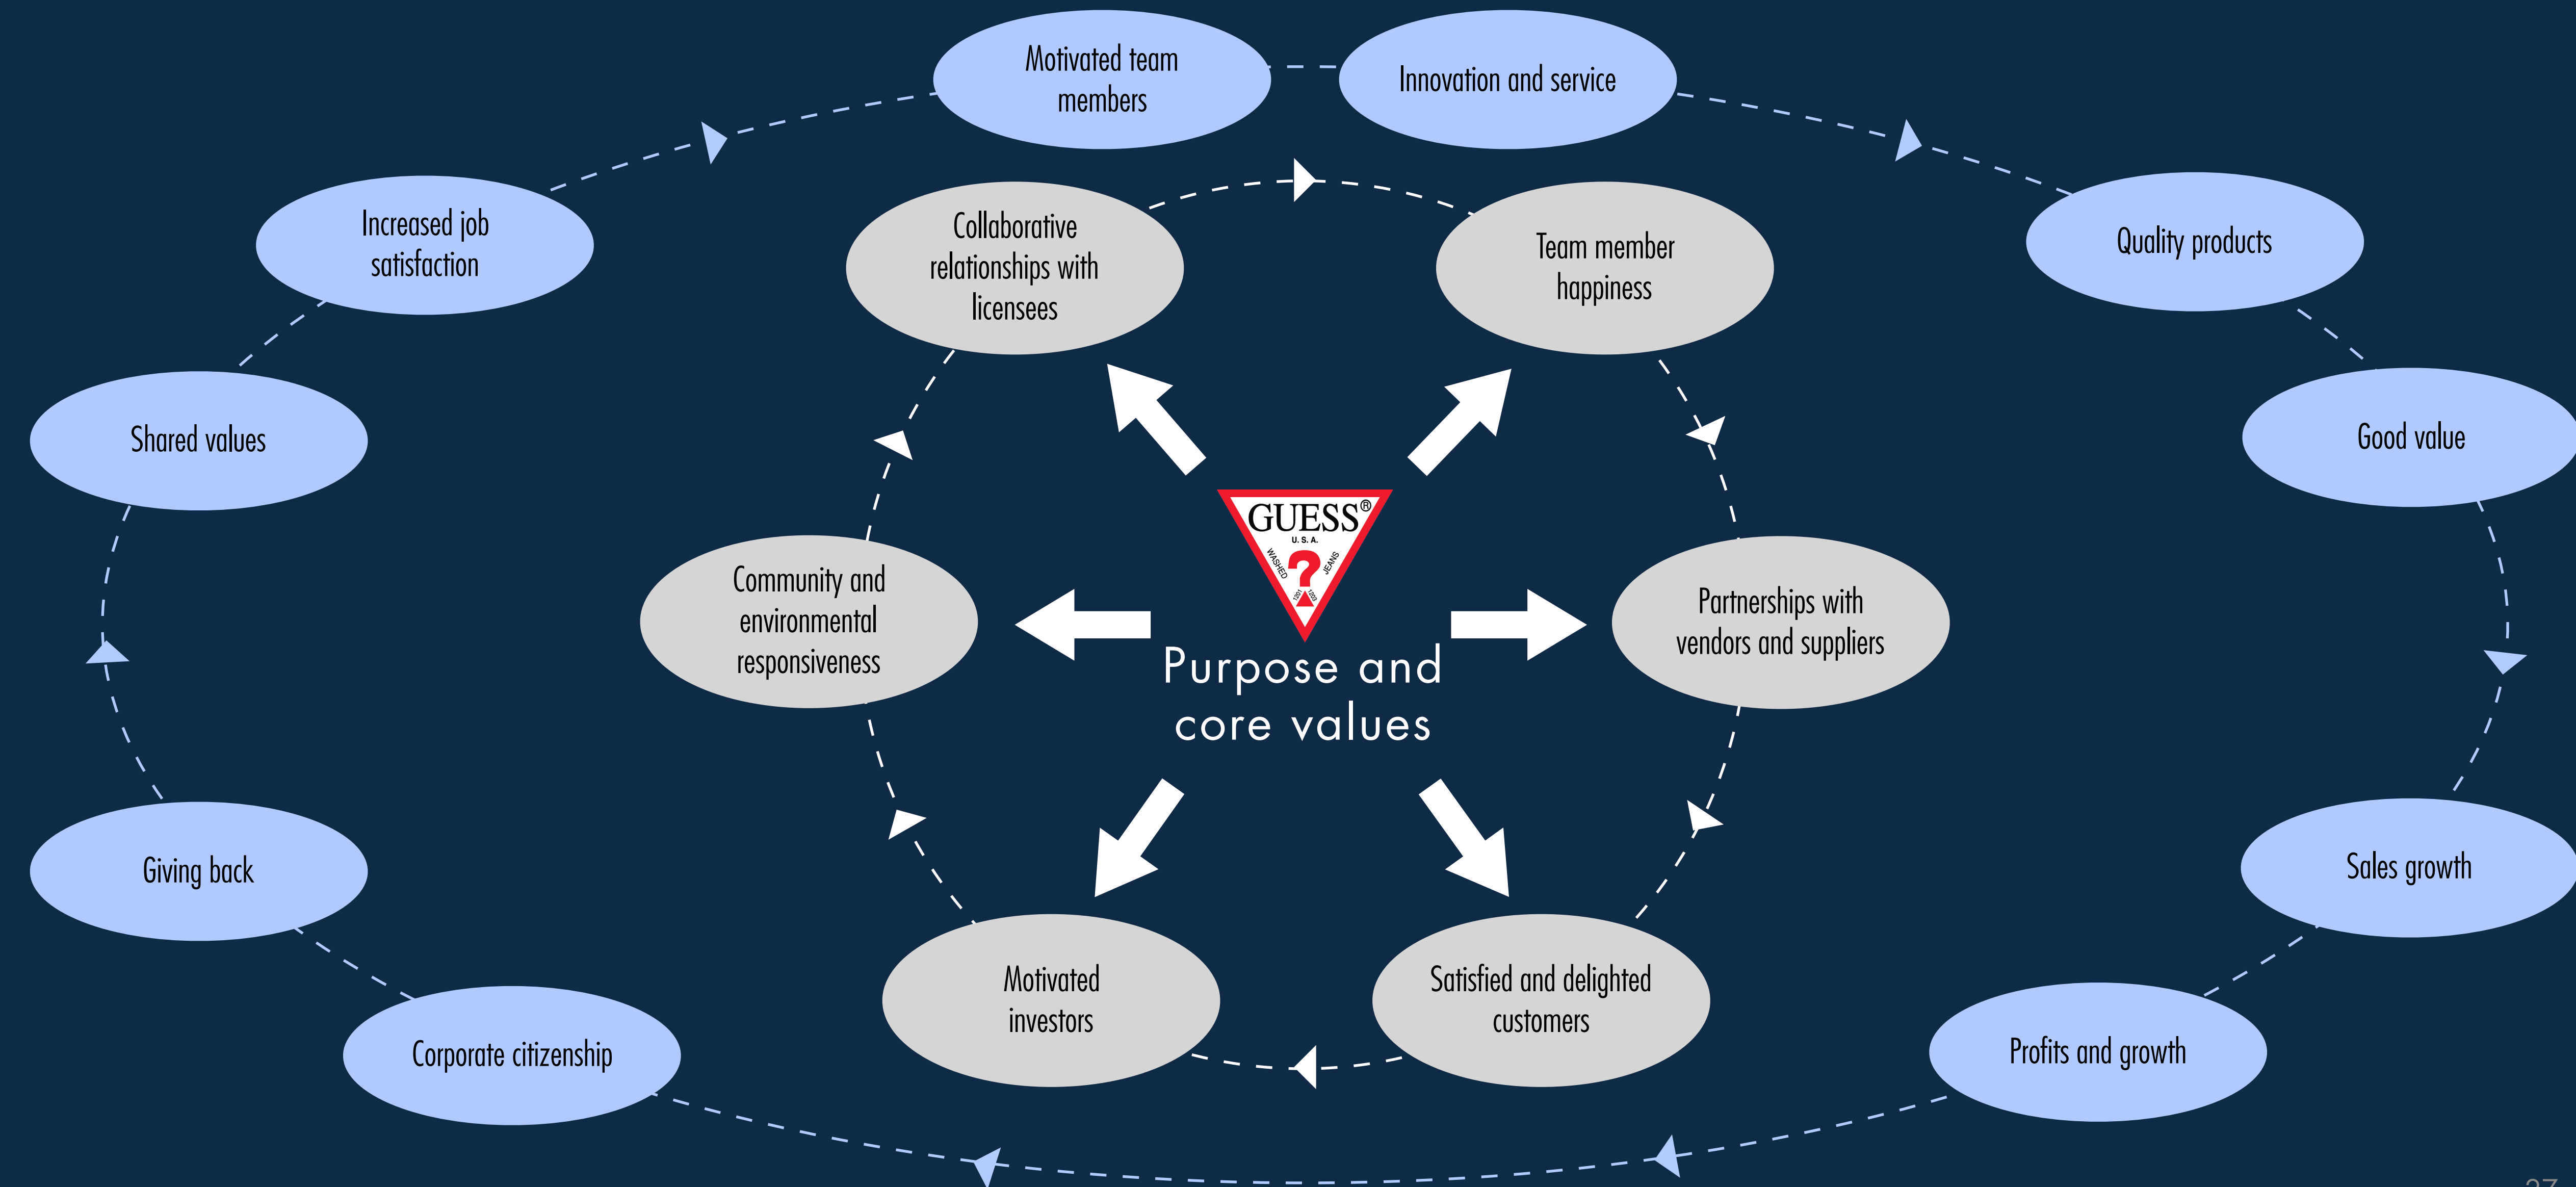 Motivated team
members
Innovation and service
Increased job
satisfaction
Collaborative
relationships with
licensees
Team member
happiness
Quality products
Shared values
Good value
GUESS®
U.S.A.
WASHED
JEANS
?
1201
1203
Community and
environmental
responsiveness
Partnerships with
vendors and suppliers
Purpose and
core values
Giving back
Sales growth
Motivated
investors
Satisfied and delighted
customers
Corporate citizenship
Profits and growth